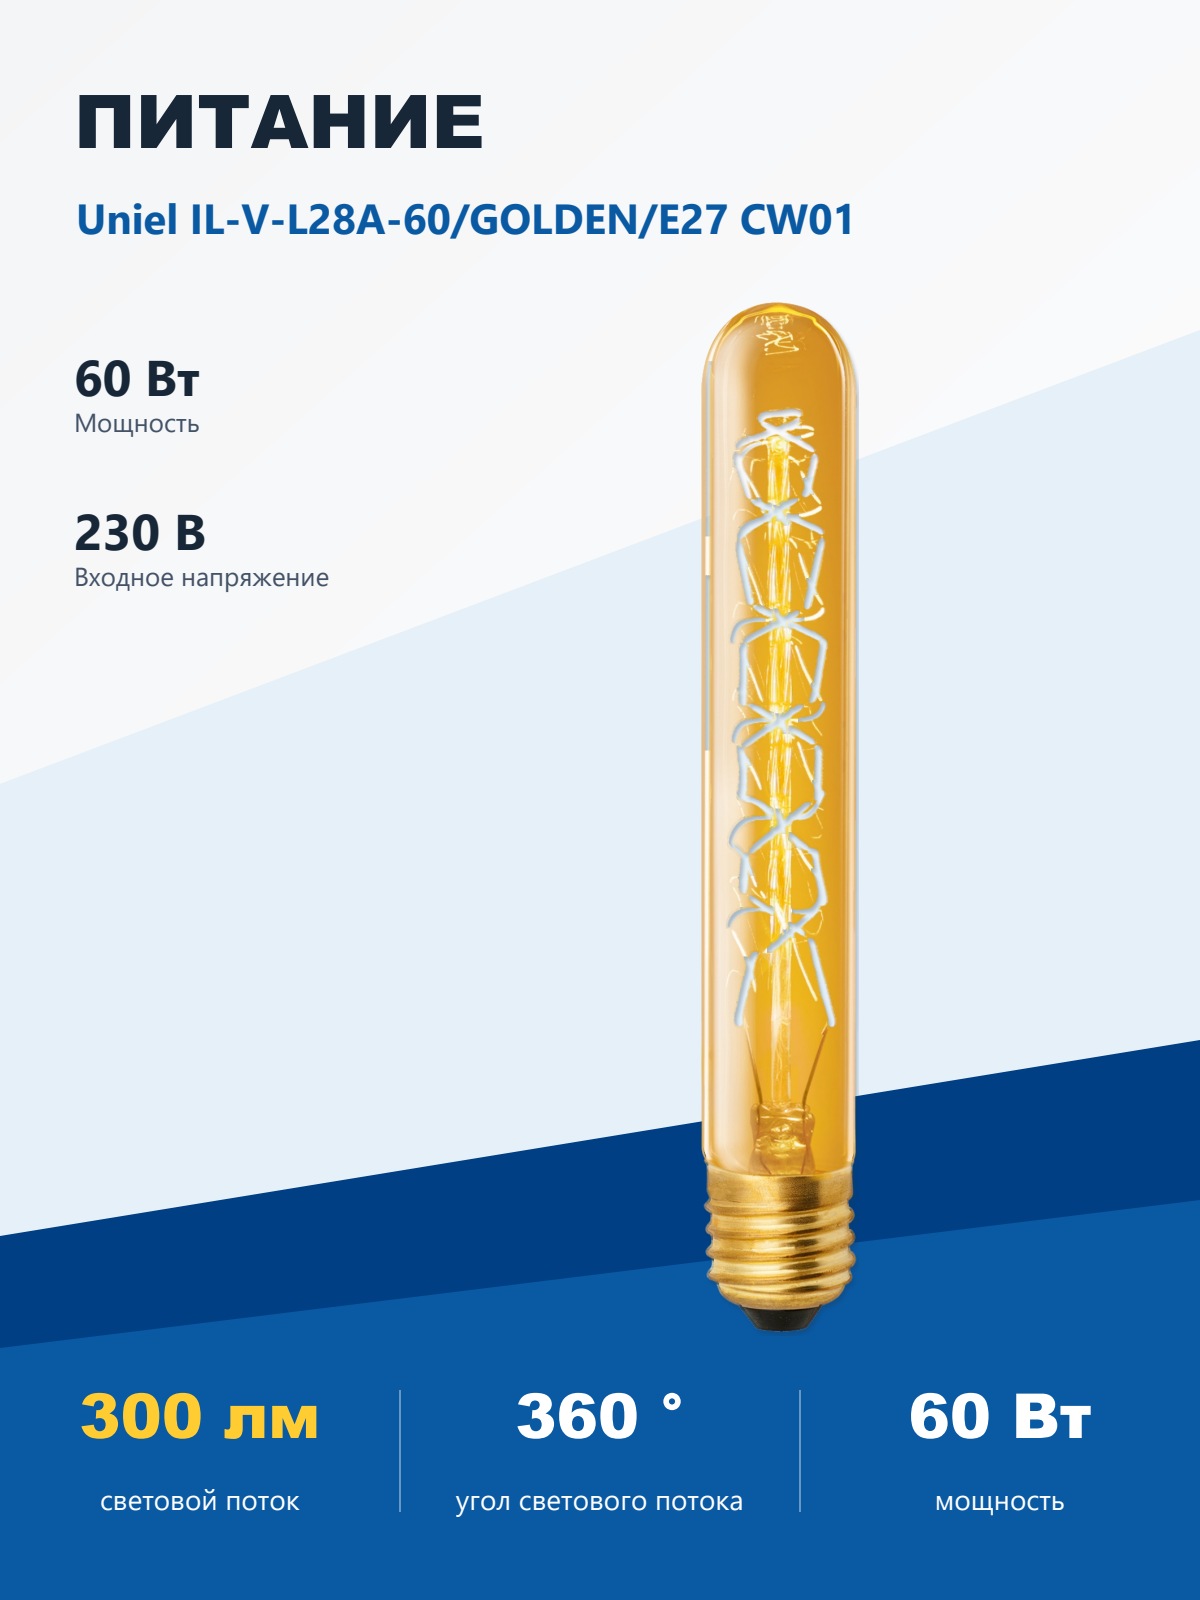 ПИТАНИЕ
Uniel IL-V-L28A-60/GOLDEN/E27 CW01
60 Вт
Мощность
230 В
Входное напряжение
300 лм
световой поток
360 °
угол светового потока
60 Вт
мощность